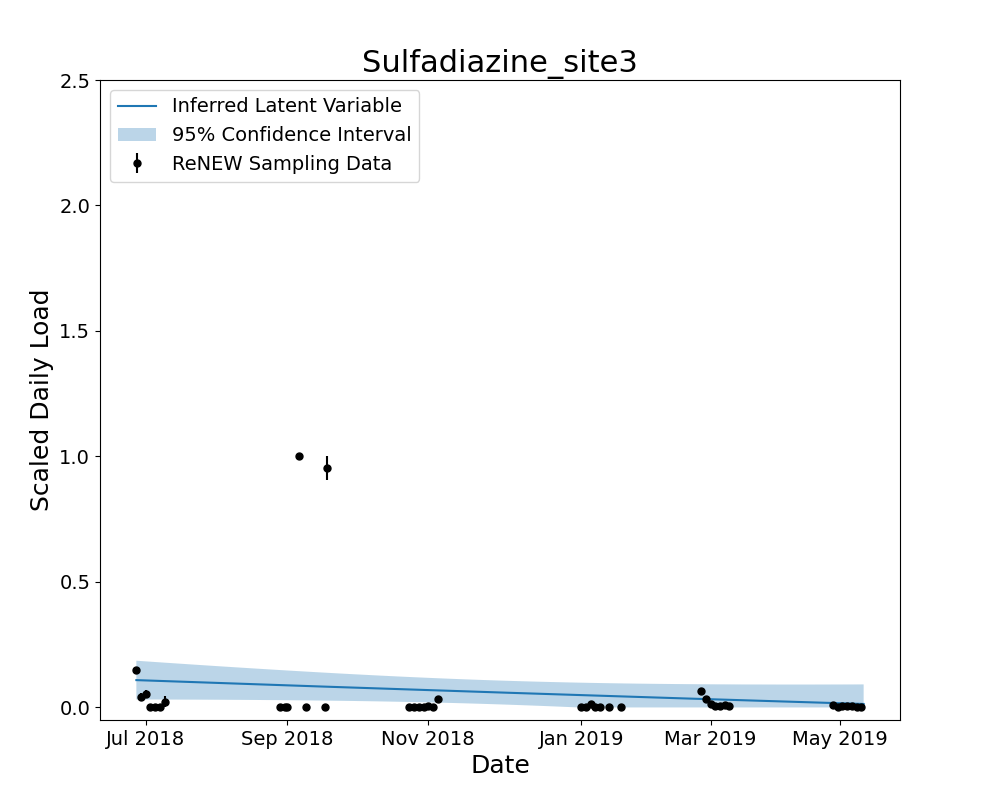 Sulfadiazine_site3
2.5
Inferred Latent Variable
95% Confidence Interval
ReNEW Sampling Data
2.0
1.5
1.0
0.5
0.0
Scaled Daily Load
Jul 2018 Sep 2018 Nov 2018 Jan 2019 Mar 2019 May 2019
Date